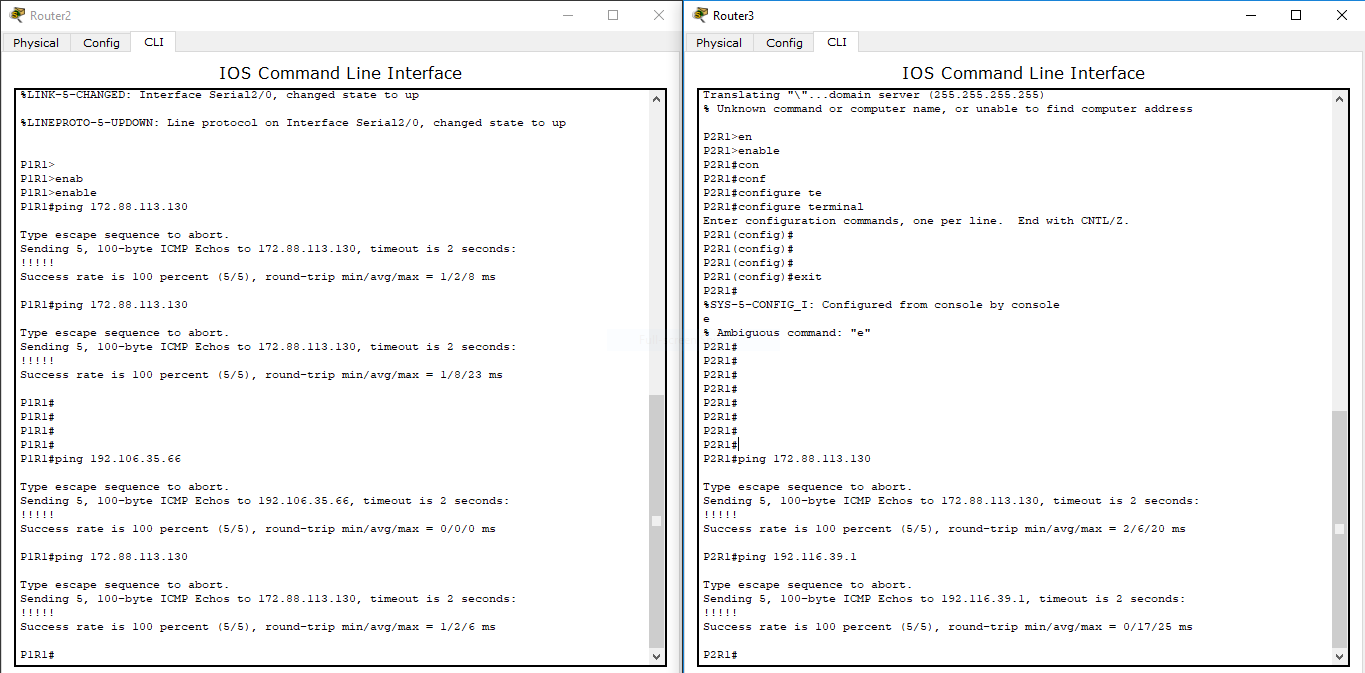 Router2
Physical Config CLI
IOS Command Line Interface
%LINK-5-CHANGED: Interface Serial2/0, changed state to up
%LINEPROTO-5-UPDOWN: Line protocol on Interface Serial2/0, changed state to up
P1R1>
P1R1>enab
P1R1>enable
P1R1#ping 172.88.113.130
Type escape sequence to abort.
Sending 5, 100-byte ICMP Echos to 172.88.113.130, timeout is 2 seconds:
!!!!!
Success rate is 100 percent (5/5), round-trip min/avg/max = 1/2/8 ms
P1R1#ping 172.88.113.130
Type escape sequence to abort.
Sending 5, 100-byte ICMP Echos to 172.88.113.130, timeout is 2 seconds:
!!!!!
Success rate is 100 percent (5/5), round-trip min/avg/max = 1/8/23 ms
P1R1#
P1R1#
P1R1#
P1R1#
P1R1#ping 192.106.35.66
Type escape sequence to abort.
Sending 5, 100-byte ICMP Echos to 192.106.35.66, timeout is 2 seconds:
!!!!!
Success rate is 100 percent (5/5), round-trip min/avg/max = 0/0/0 ms
P1R1#ping 172.88.113.130
Type escape sequence to abort.
Sending 5, 100-byte ICMP Echos to 172.88.113.130, timeout is 2 seconds:
!!!!!
Success rate is 100 percent (5/5), round-trip min/avg/max = 1/2/6 ms
P1R1#
Router3
Physical Config CLI
IOS Command Line Interface
Translating "\"...domain server (255.255.255.255)
% Unknown command or computer name, or unable to find computer address
P2R1>en
P2R1>enable
P2R1#con
P2R1#conf
P2R1#configure te
P2R1#configure terminal
Enter configuration commands, one per line.  End with CNTL/Z.
P2R1(config)#
P2R1(config)#
P2R1(config)#
P2R1(config)#exit
P2R1#
%SYS-5-CONFIG_I: Configured from console by console
e
% Ambiguous command: "e"
P2R1#
P2R1#
P2R1#
P2R1#
P2R1#
P2R1#
P2R1#
P2R1#
P2R1#ping 172.88.113.130
Type escape sequence to abort.
Sending 5, 100-byte ICMP Echos to 172.88.113.130, timeout is 2 seconds:
!!!!!
Success rate is 100 percent (5/5), round-trip min/avg/max = 2/6/20 ms
P2R1#ping 192.116.39.1
Type escape sequence to abort.
Sending 5, 100-byte ICMP Echos to 192.116.39.1, timeout is 2 seconds:
!!!!!
Success rate is 100 percent (5/5), round-trip min/avg/max = 0/17/25 ms
P2R1#